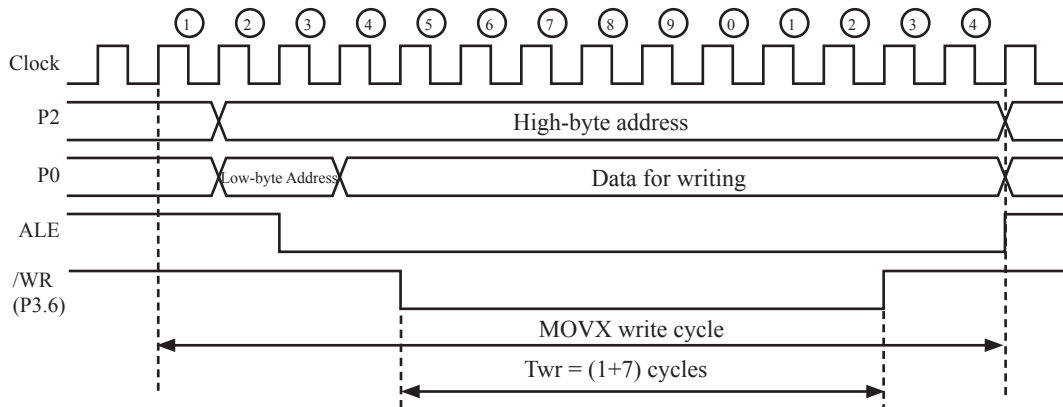 1 2 3 4 5 6 7 8 9 0 1 2 3 4
Clock
P2
High-byte address
P0
Low-byte Address
Data for writing
ALE
/WR
(P3.6)
MOVX write cycle
Twr = (1+7) cycles